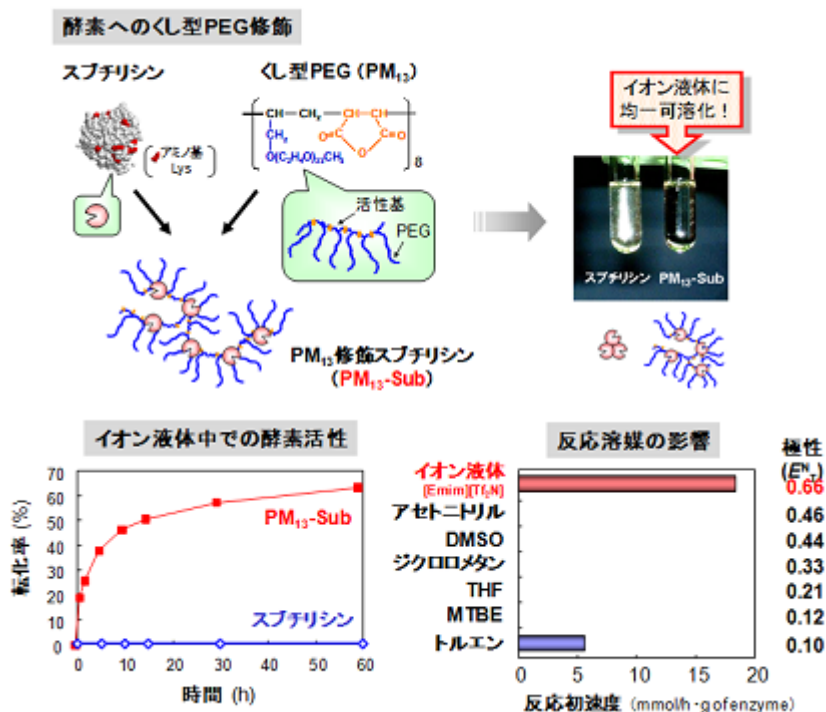 酵素へのくし型PEG修飾
スブチリシン
くし型PEG (PM₁₃)
イオン液体に
均一可溶化！
アミノ基
Lys
CH—CH₂—CH—CH
CH₂
O(C₂H₄O)₃₃CH₃
O
O
O
8
活性基
PEG
スブチリシン PM₁₃-Sub
PM₁₃修飾スブチリシン
(PM₁₃-Sub)
イオン液体中での酵素活性
転化率 (%)
70
60
50
40
30
20
10
0
PM₁₃-Sub
スブチリシン
0 10 20 30 40 50 60
時間 (h)
反応溶媒の影響
極性
(Eᴺ_T)
イオン液体
[Emim][Tf₂N]
0.66
アセトニトリル 0.46
DMSO 0.44
ジクロロメタン 0.33
THF 0.21
MTBE 0.12
トルエン 0.10
0 5 10 15 20
反応初速度 (mmol/h・gofenzyme)